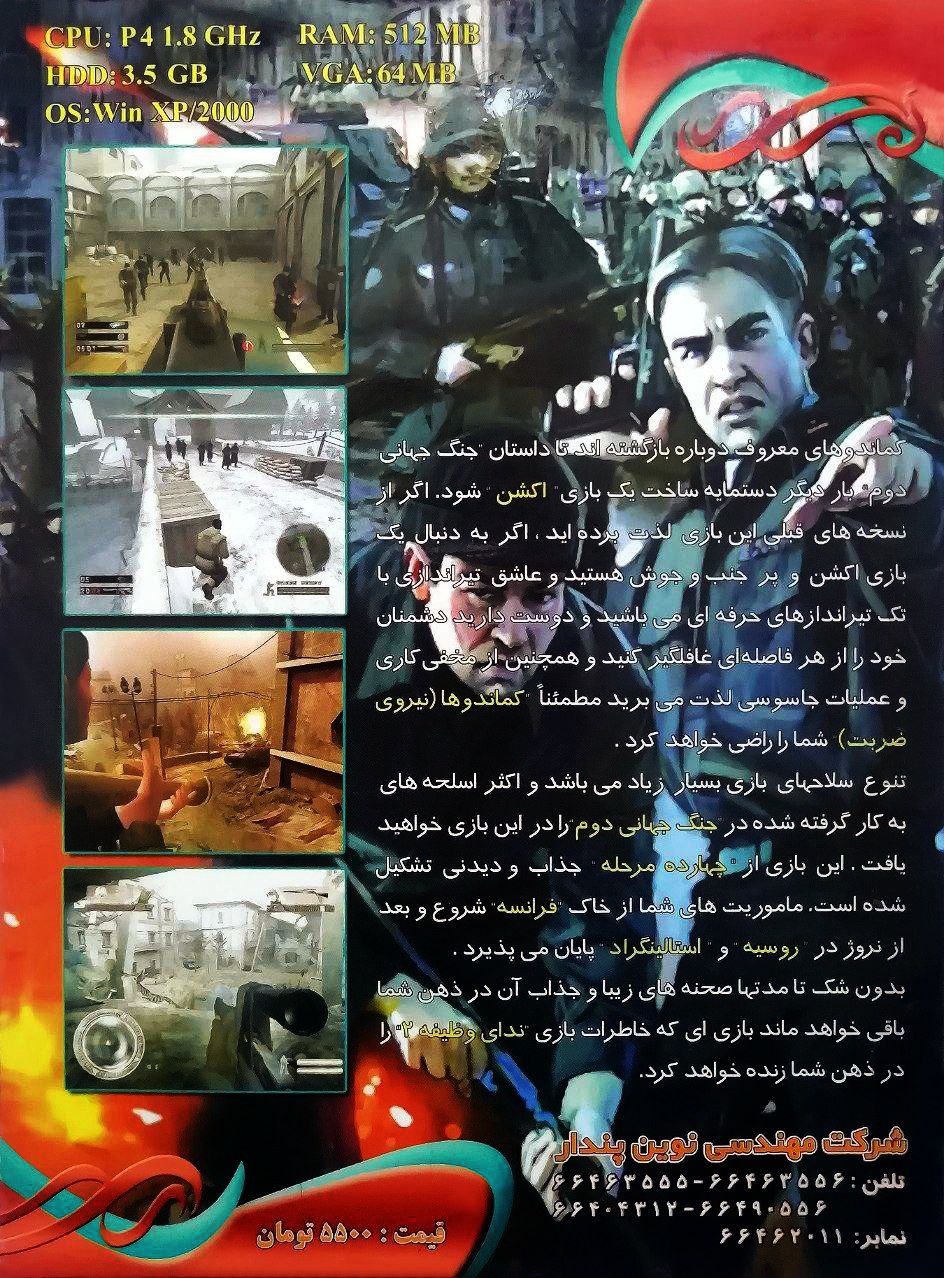 CPU: P4 1.8 GHz RAM: 512 MB
HDD: 3.5 GB VGA: 64 MB
OS: Win XP/2000
کماندوهای معروف دوباره بازگشته اند تا داستان "جنگ جهانی
دوم" بار دیگر دستمایه ساخت یک بازی " اکشن " شود. اگر از
نسخه های قبلی این بازی لذت برده اید ، اگر به دنبال یک
بازی اکشن و پر جنب و جوش هستید و عاشق تیراندازی با
تک تیراندازهای حرفه ای می باشید و دوست دارید دشمنان
خود را از هر فاصله‌ای غافلگیر کنید و همچنین از مخفی کاری
و عملیات جاسوسی لذت می برید مطمئناً "کماندوها (نیروی
ضربت)" شما را راضی خواهد کرد .
تنوع سلاحهای بازی بسیار زیاد می باشد و اکثر اسلحه های
به کار گرفته شده در "جنگ جهانی دوم" را در این بازی خواهید
یافت . این بازی از " چهارده مرحله " جذاب و دیدنی تشکیل
شده است. ماموریت های شما از خاک "فرانسه" شروع و بعد
از نروژ در " روسیه " و " استالینگراد " پایان می پذیرد .
بدون شک تا مدتها صحنه های زیبا و جذاب آن در ذهن شما
باقی خواهد ماند بازی ای که خاطرات بازی "ندای وظیفه ۲" را
در ذهن شما زنده خواهد کرد.
شرکت مهندسی نوین پندار
تلفن : ۶۶۴۶۳۵۵۶ - ۶۶۴۶۳۵۵۵
۶۶۴۹۰۵۵۶ - ۶۶۴۰۴۳۱۲
نمابر: ۶۶۴۶۲۰۱۱
قیمت : ۵۵۰۰ تومان